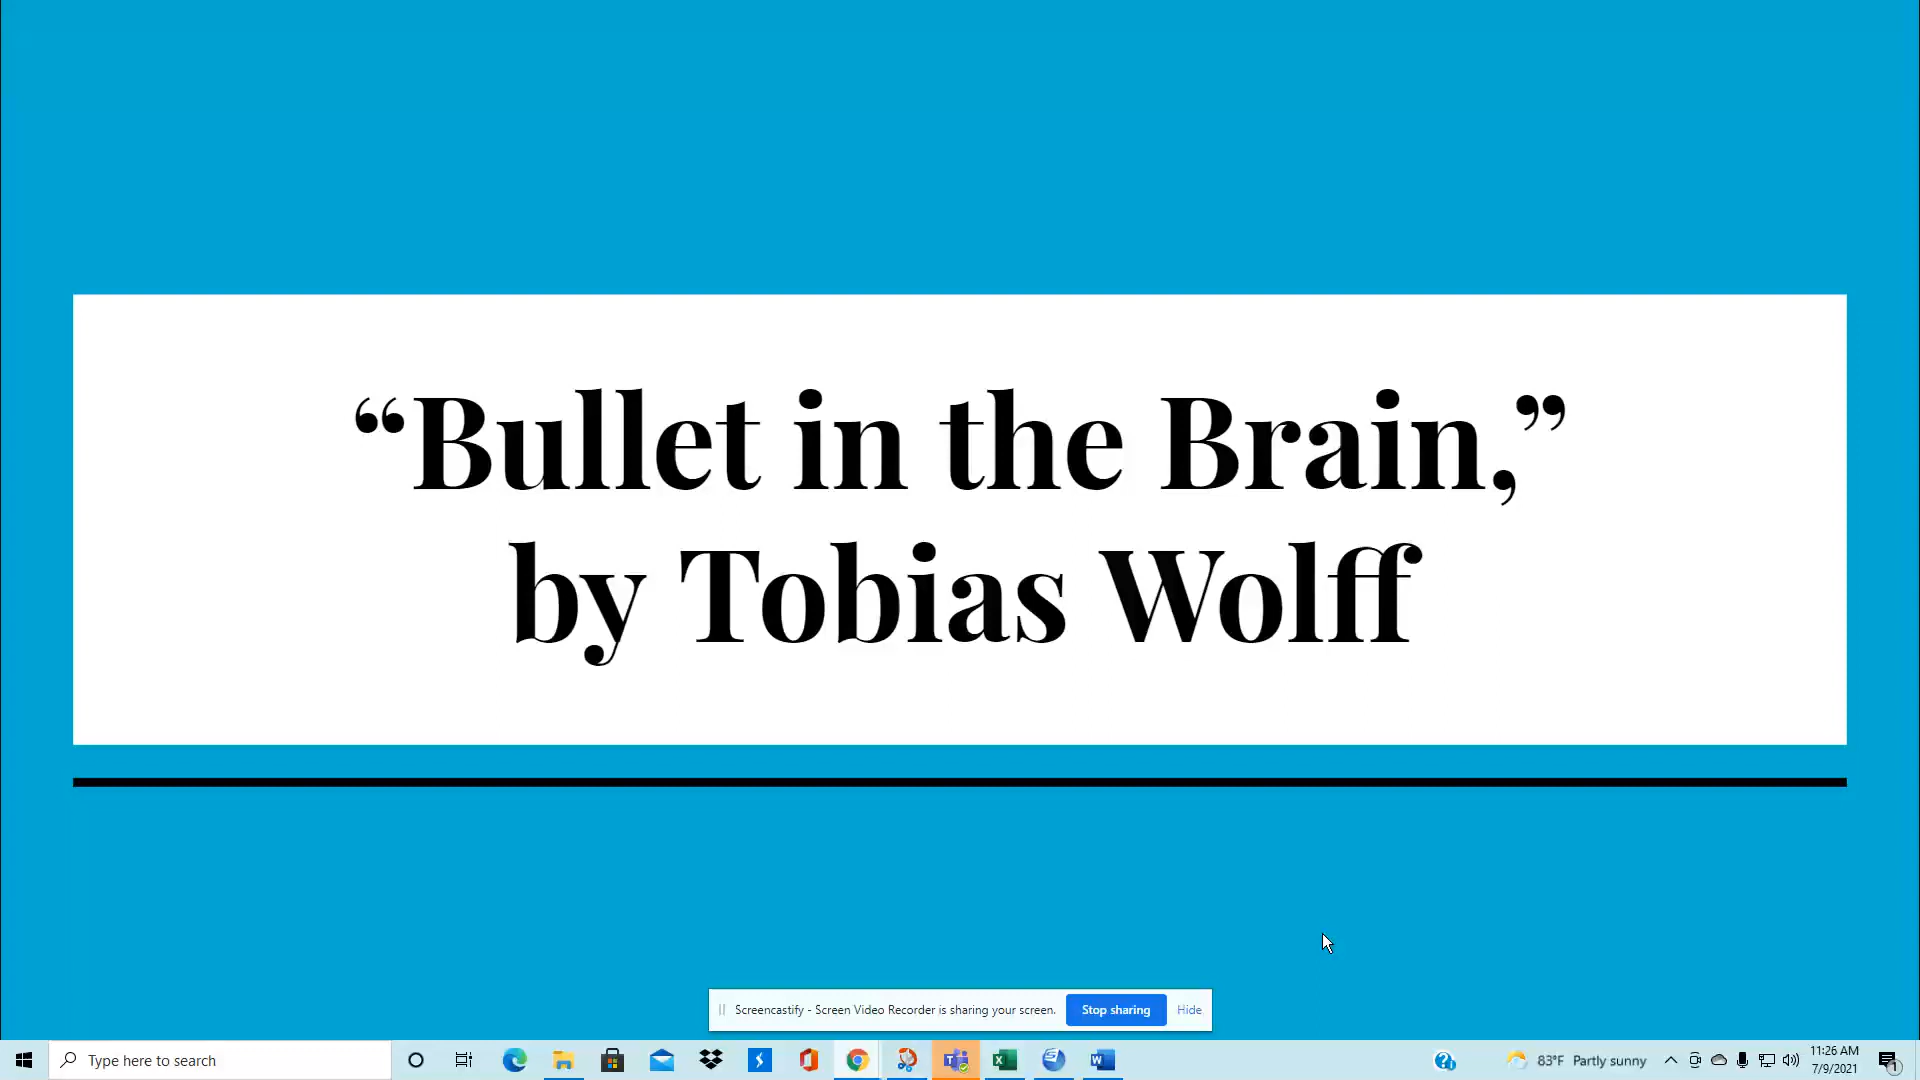 “Bullet in the Brain,”
by Tobias Wolff
Screencastify - Screen Video Recorder is sharing your screen.
Stop sharing
Hide
Type here to search
83°F Partly sunny
11:26 AM
7/9/2021
1